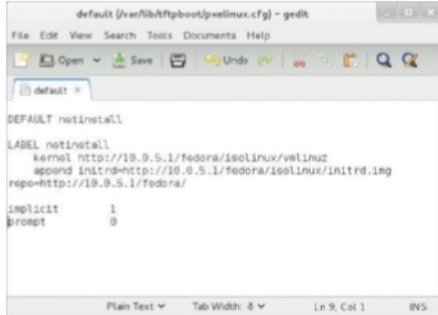 default (/var/lib/tftpboot/pxelinux.cfg) - gedit
File Edit View Search Tools Documents Help
Open Save Undo
default ×
DEFAULT netinstall
LABEL netinstall
kernel http://10.0.5.1/fedora/isolinux/vmlinuz
append initrd=http://10.0.5.1/fedora/isolinux/initrd.img
repo=http://10.0.5.1/fedora/
implicit 1
prompt 0
Plain Text Tab Width: 8 Ln 9, Col 1 INS